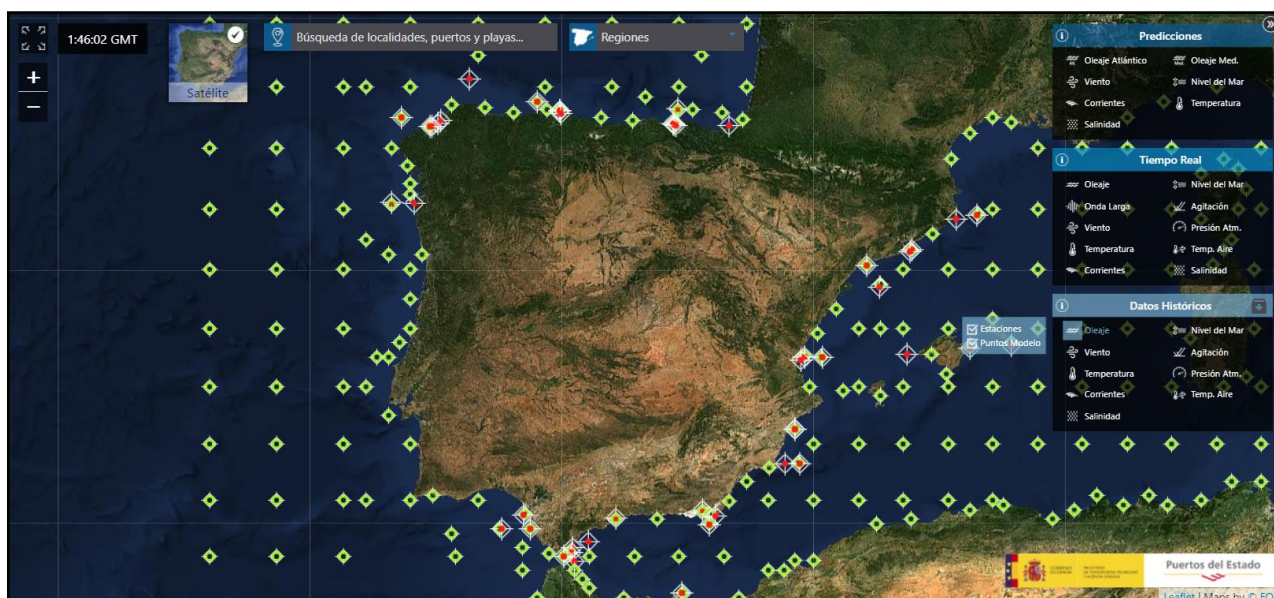 1:46:02 GMT
Satélite
Búsqueda de localidades, puertos y playas...
Regiones
Predicciones
Oleaje Atlántico
Oleaje Med.
Viento
Nivel del Mar
Corrientes
Temperatura
Salinidad
Tiempo Real
Oleaje
Nivel del Mar
Onda Larga
Agitación
Viento
Presión Atm.
Temperatura
Temp. Aire
Corrientes
Salinidad
Datos Históricos
Estaciones
Puntos Modelo
Oleaje
Nivel del Mar
Viento
Agitación
Temperatura
Presión Atm.
Corrientes
Temp. Aire
Salinidad
Puertos del Estado
Leaflet | Maps by © EO